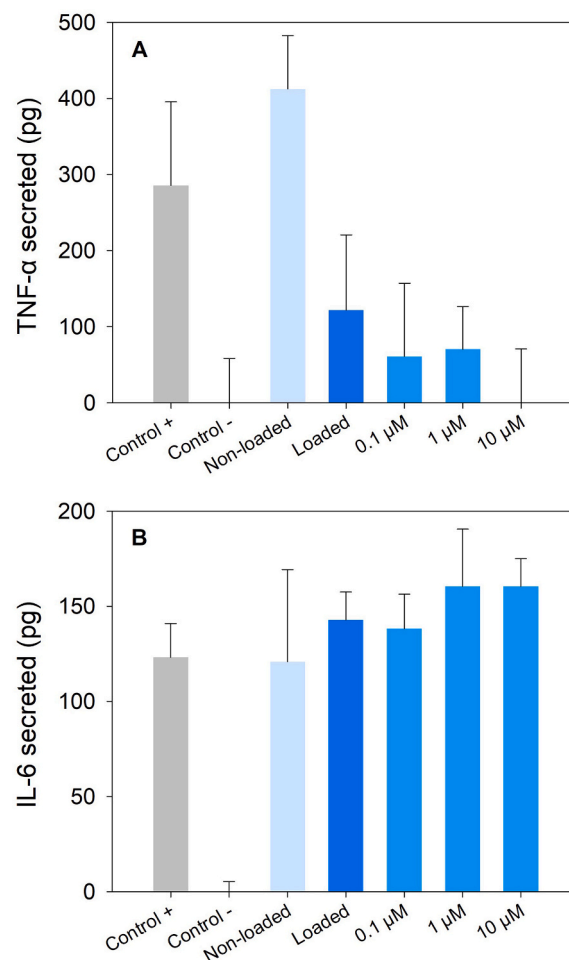 A
TNF-α secreted (pg)
500
400
300
200
100
0
Control +
Control -
Non-loaded
Loaded
0.1 μM
1 μM
10 μM
B
IL-6 secreted (pg)
200
150
100
50
0
Control +
Control -
Non-loaded
Loaded
0.1 μM
1 μM
10 μM